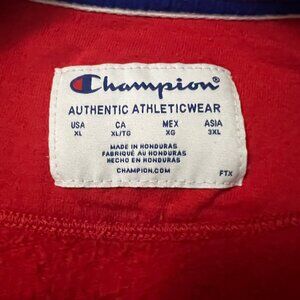 Champion®
AUTHENTIC ATHLETICWEAR
USA CA MEX ASIA
XL XL/TG XG 3XL
MADE IN HONDURAS
FABRIQUÉ AU HONDURAS
HECHO EN HONDURAS
CHAMPION.COM
FTX